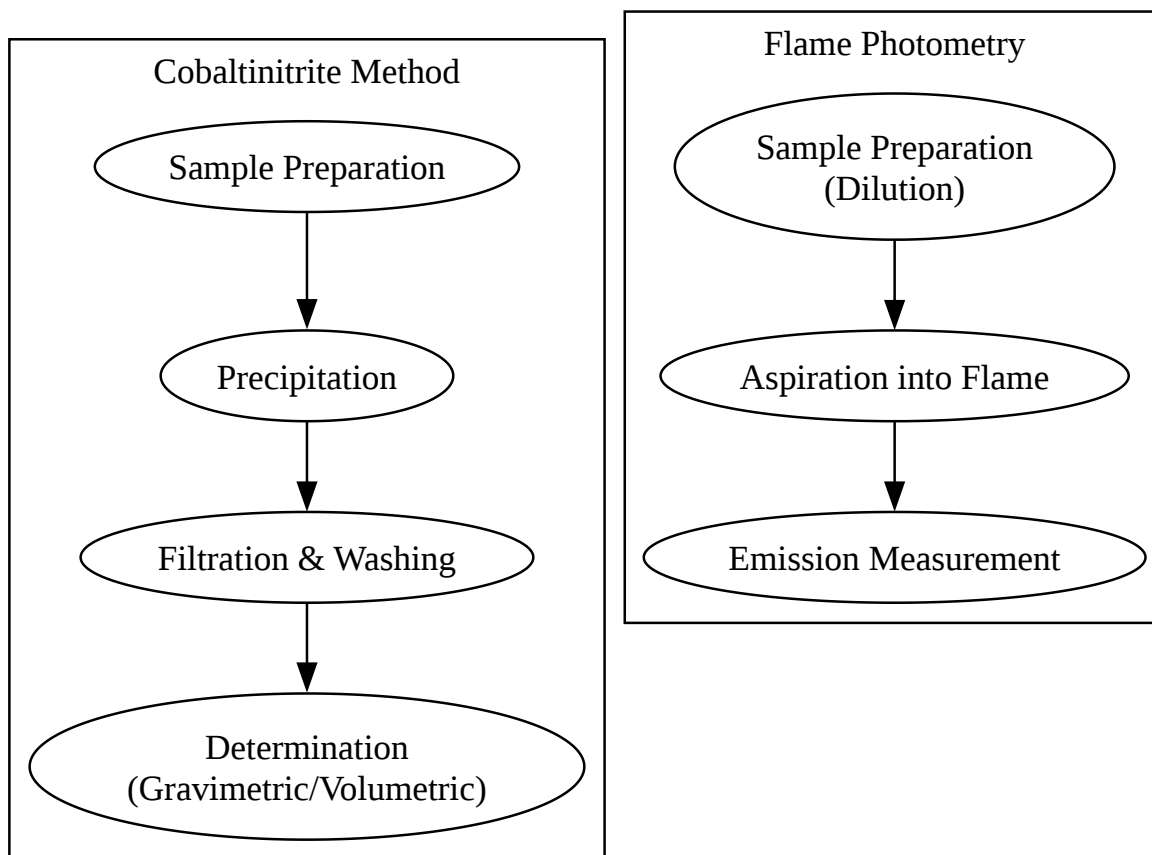 Cobaltinitrite Method
Sample Preparation
Precipitation
Filtration & Washing
Determination
(Gravimetric/Volumetric)
Flame Photometry
Sample Preparation
(Dilution)
Aspiration into Flame
Emission Measurement